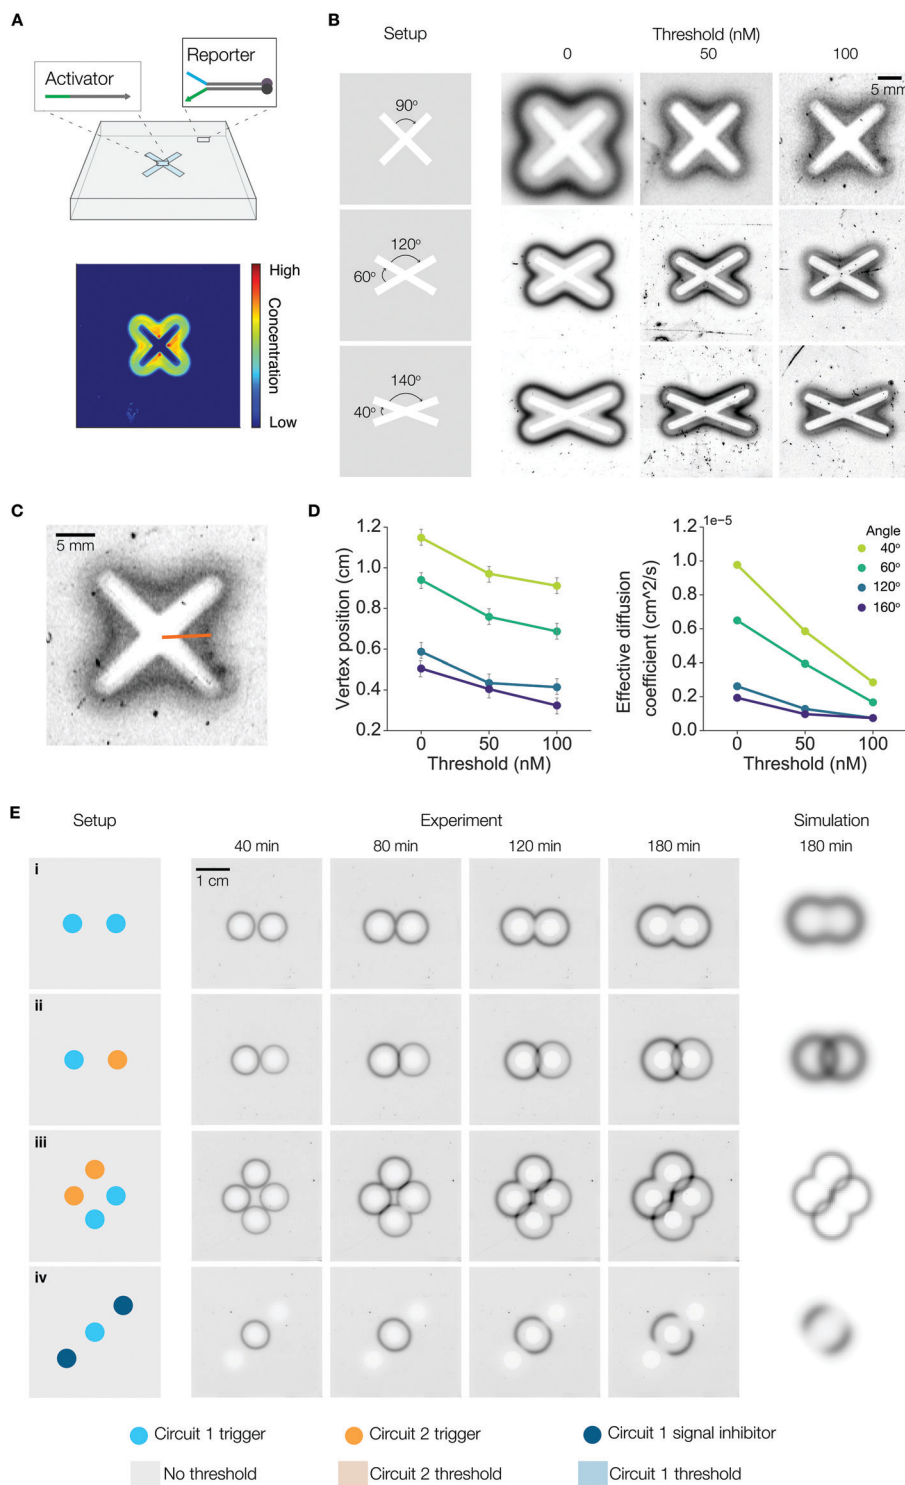 A
Reporter
Activator
High
Concentration
Low
B
Setup
Threshold (nM)
0
50
100
5 mm
90°
120°
60°
140°
40°
C
5 mm
D
Vertex position (cm)
1.2
1.0
0.8
0.6
0.4
0.2
0
50
100
Threshold (nM)
Effective diffusion
coefficient (cm^2/s)
1e−5
1.2
1.0
0.8
0.6
0.4
0.2
0.0
0
50
100
Threshold (nM)
Angle
40°
60°
120°
160°
E
Setup
Experiment
Simulation
40 min
80 min
120 min
180 min
180 min
i
1 cm
ii
iii
iv
Circuit 1 trigger
Circuit 2 trigger
Circuit 1 signal inhibitor
No threshold
Circuit 2 threshold
Circuit 1 threshold